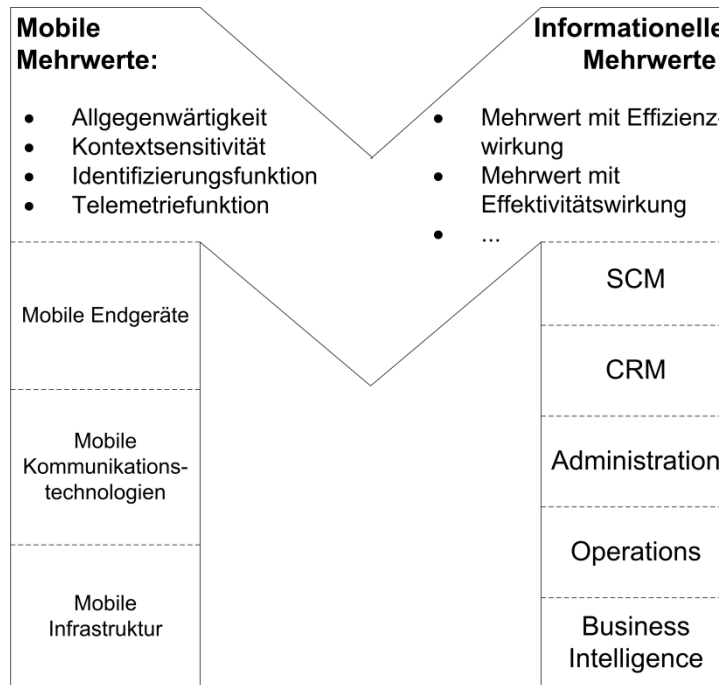 Mobile
Mehrwerte:
• Allgegenwärtigkeit
• Kontextsensitivität
• Identifizierungsfunktion
• Telemetriefunktion
Mobile Endgeräte
Mobile
Kommunikations-
technologien
Mobile
Infrastruktur
Informationelle
Mehrwerte
• Mehrwert mit Effizienz-
wirkung
• Mehrwert mit
Effektivitätswirkung
• ...
SCM
CRM
Administration
Operations
Business
Intelligence